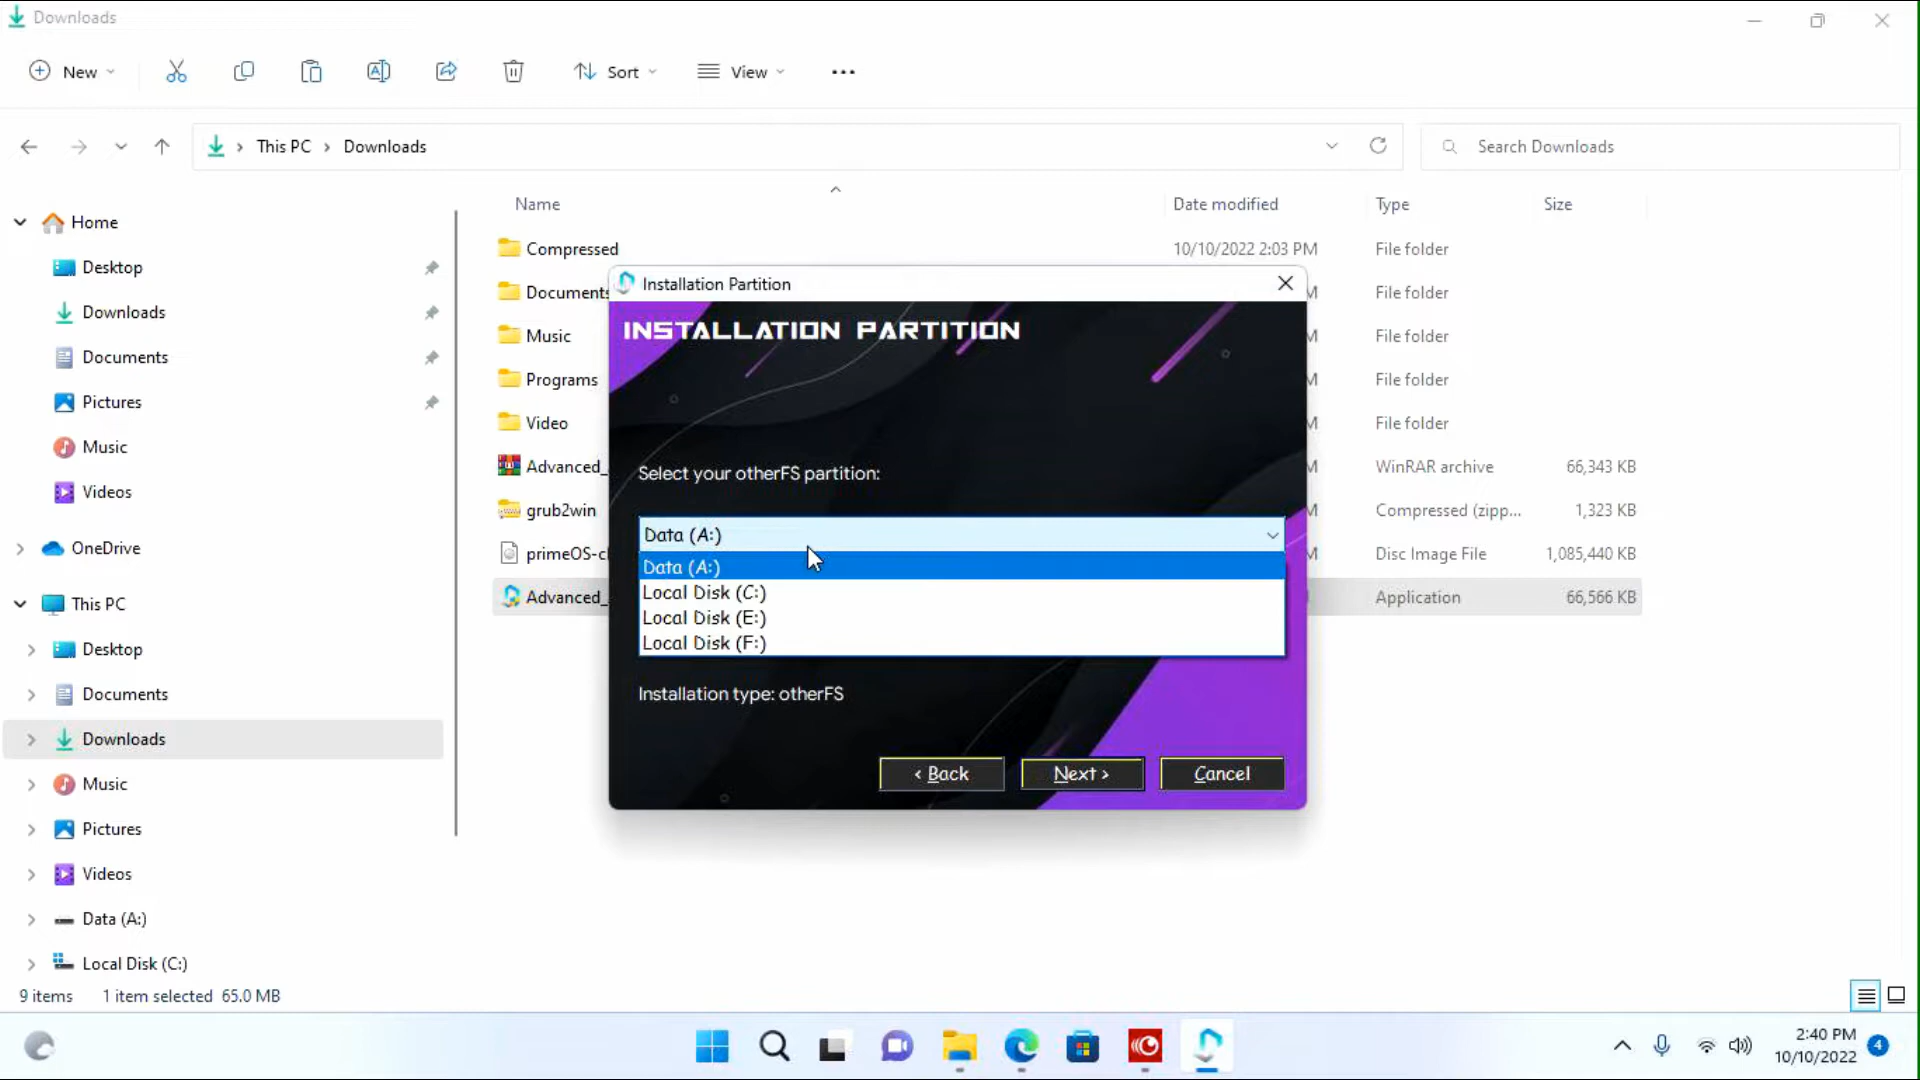 Downloads
New
Sort
View
This PC
Downloads
Search Downloads
Name
Date modified
Type
Size
Home
Desktop
Downloads
Documents
Pictures
Music
Videos
OneDrive
This PC
Desktop
Documents
Downloads
Music
Pictures
Videos
Data (A:)
Local Disk (C:)
Compressed
10/10/2022 2:03 PM
File folder
Documents
M
File folder
Music
M
File folder
Programs
M
File folder
Video
M
File folder
Advanced_
M
WinRAR archive
66,343 KB
grub2win
M
Compressed (zipp...
1,323 KB
primeOS-cl
M
Disc Image File
1,085,440 KB
Advanced_
Application
66,566 KB
Installation Partition
INSTALLATION PARTITION
Select your otherFS partition:
Data (A:)
Data (A:)
Local Disk (C:)
Local Disk (E:)
Local Disk (F:)
Installation type: otherFS
< Back
Next >
Cancel
9 items
1 item selected 65.0 MB
2:40 PM
10/10/2022
4